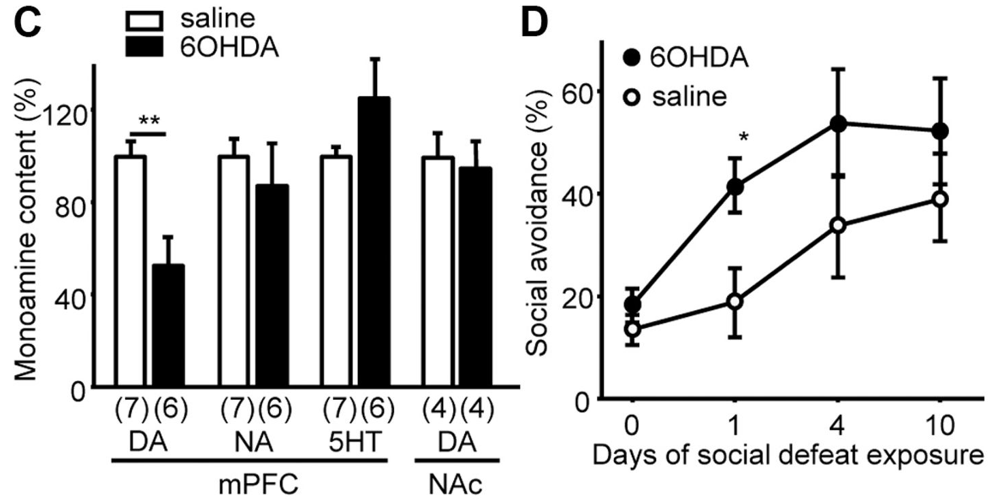 C
saline
6OHDA
Monoamine content (%)
120
80
40
0
**
(7) (6) (7) (6) (7) (6) (4) (4)
DA NA 5HT DA
mPFC NAc
D
6OHDA
saline
Social avoidance (%)
60
40
20
0
*
0 1 4 10
Days of social defeat exposure